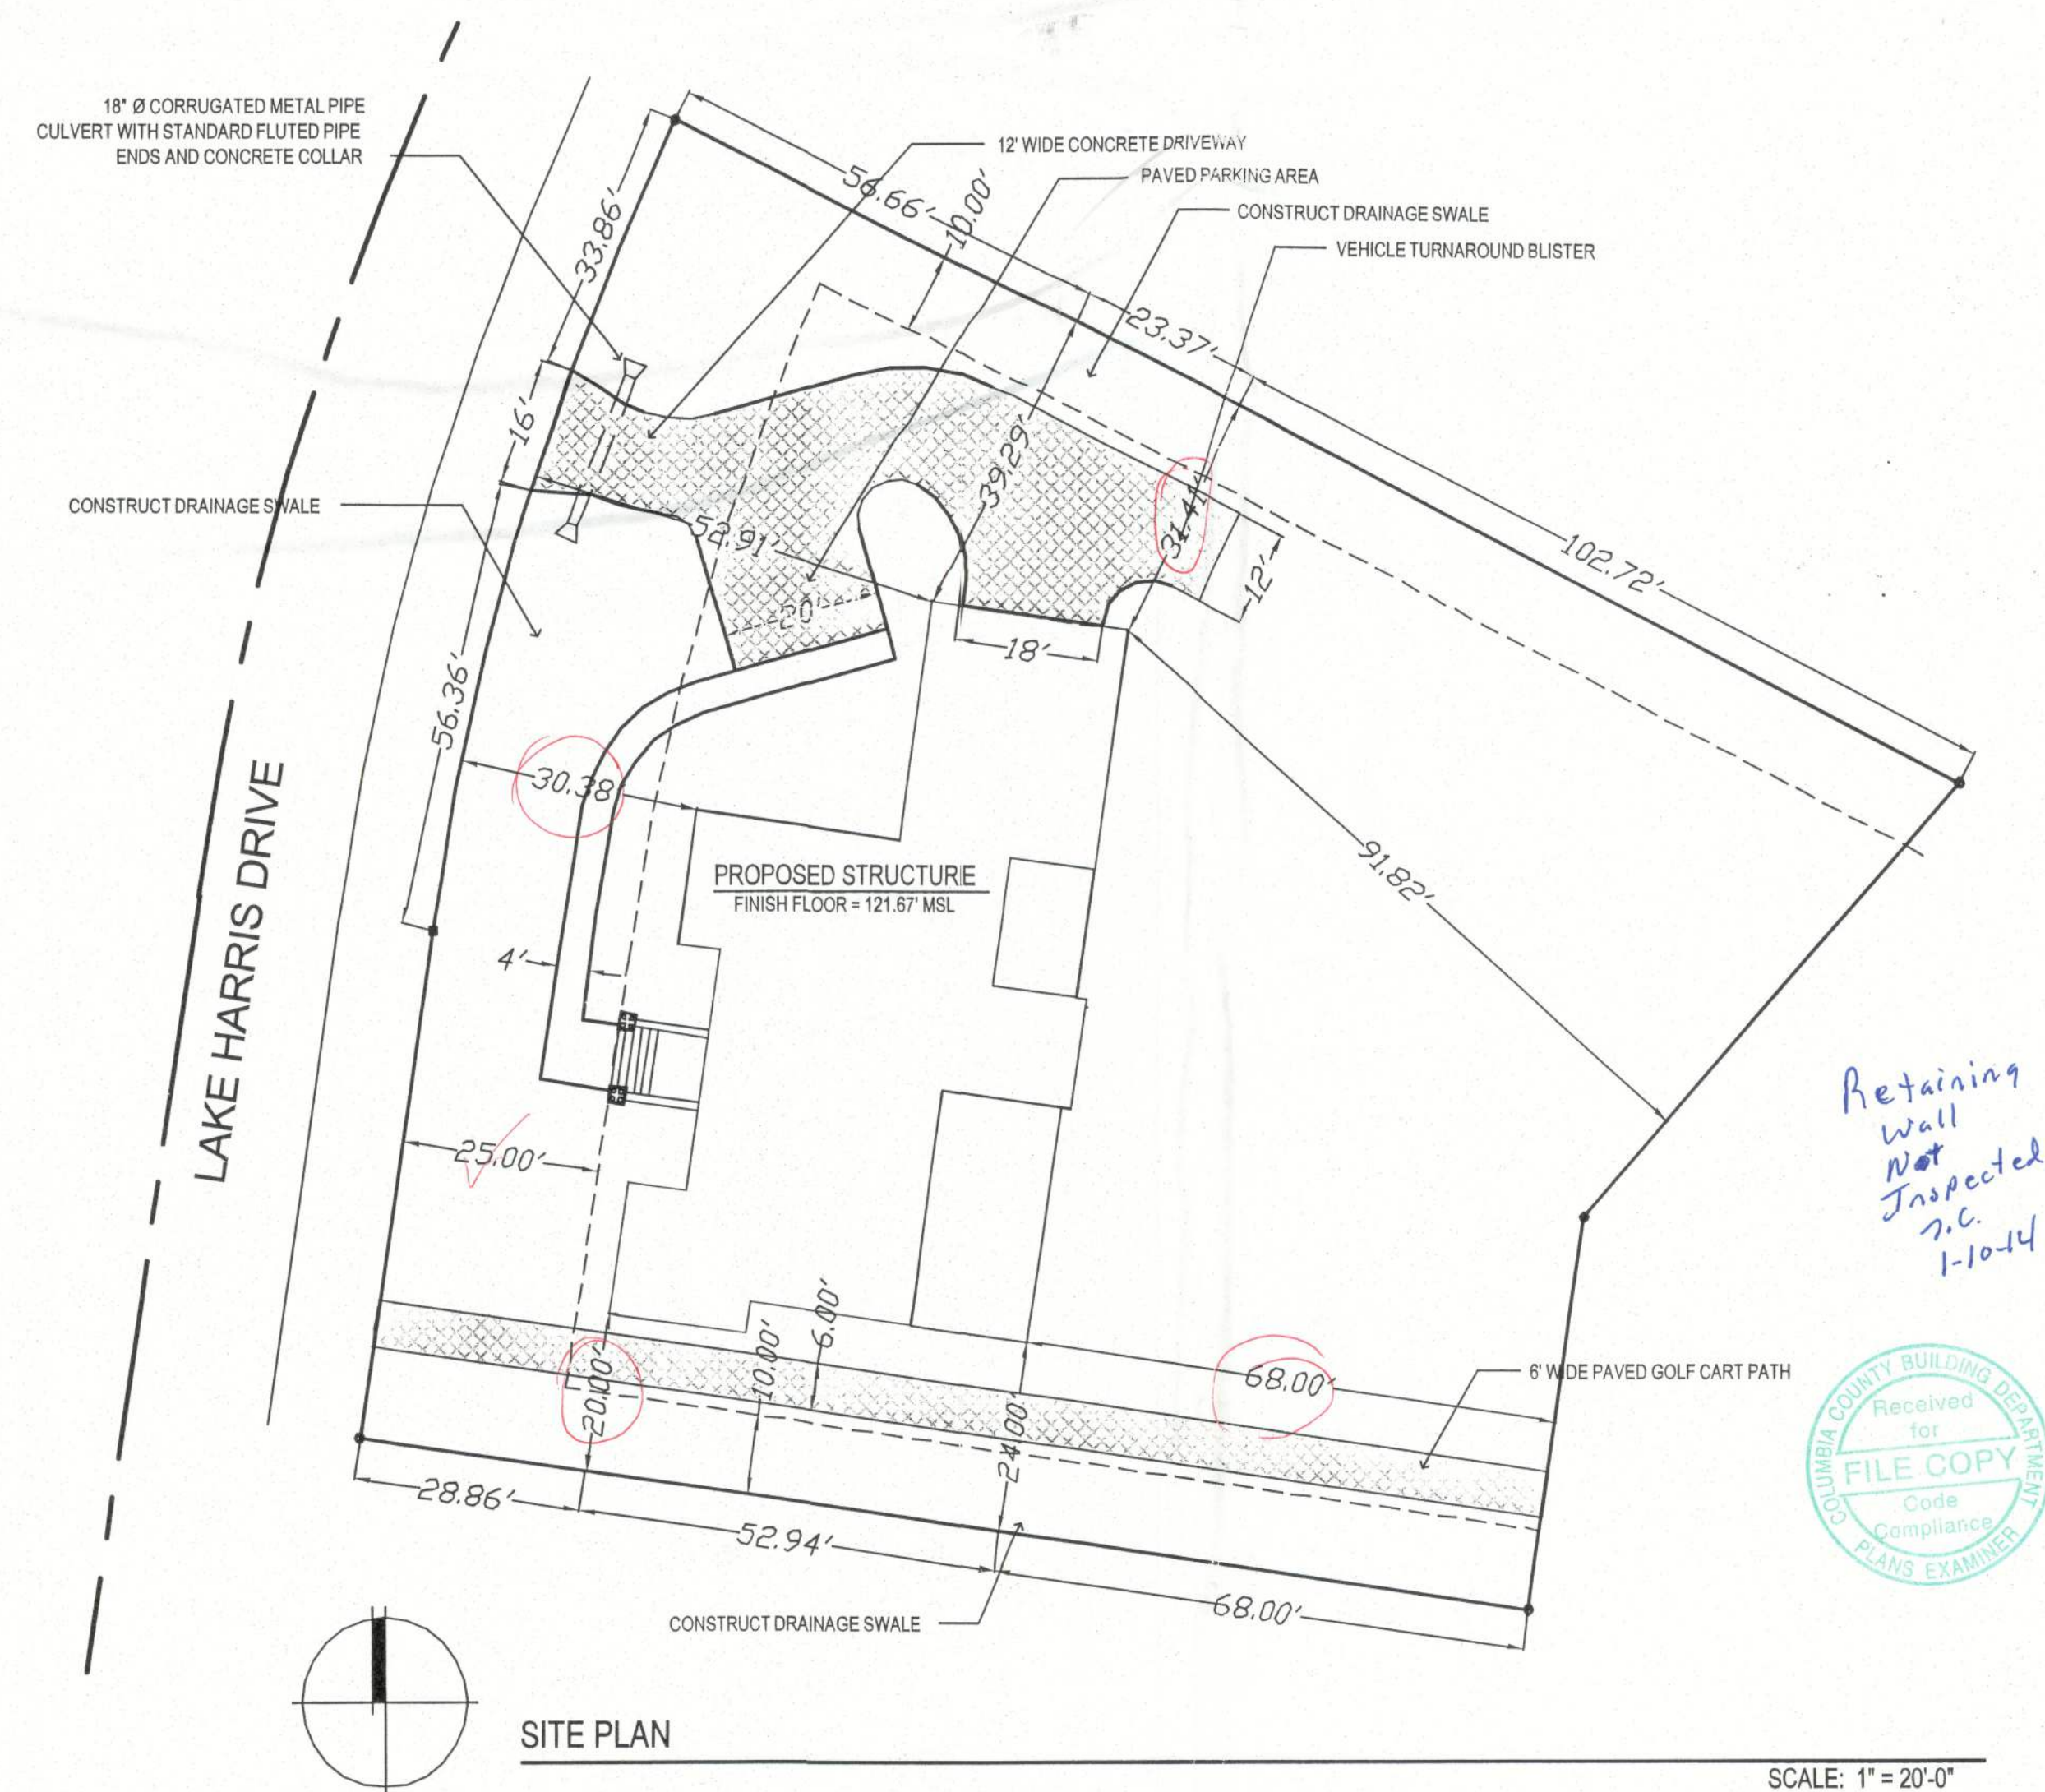 18" Ø CORRUGATED METAL PIPE
CULVERT WITH STANDARD FLUTED PIPE
ENDS AND CONCRETE COLLAR
12' WIDE CONCRETE DRIVEWAY
PAVED PARKING AREA
CONSTRUCT DRAINAGE SWALE
VEHICLE TURNAROUND BLISTER
56.66'
10.00'
33.86'
23.37'
16'
39.29'
31.41'
102.72'
CONSTRUCT DRAINAGE SWALE
52.91'
12'
20'
18'
56.36'
30.38'
LAKE HARRIS DRIVE
PROPOSED STRUCTURE
FINISH FLOOR = 121.67' MSL
91.82'
4'
25.00'
Retaining
Wall
Not
Inspected
T.C.
1-10-14
20.00'
10.00'
6.00'
68.00'
24.00'
6' WIDE PAVED GOLF CART PATH
COLUMBIA COUNTY BUILDING DEPARTMENT
Received
for
FILE COPY
Code
Compliance
PLANS EXAMINER
28.86'
52.94'
68.00'
CONSTRUCT DRAINAGE SWALE
SITE PLAN
SCALE: 1" = 20'-0"